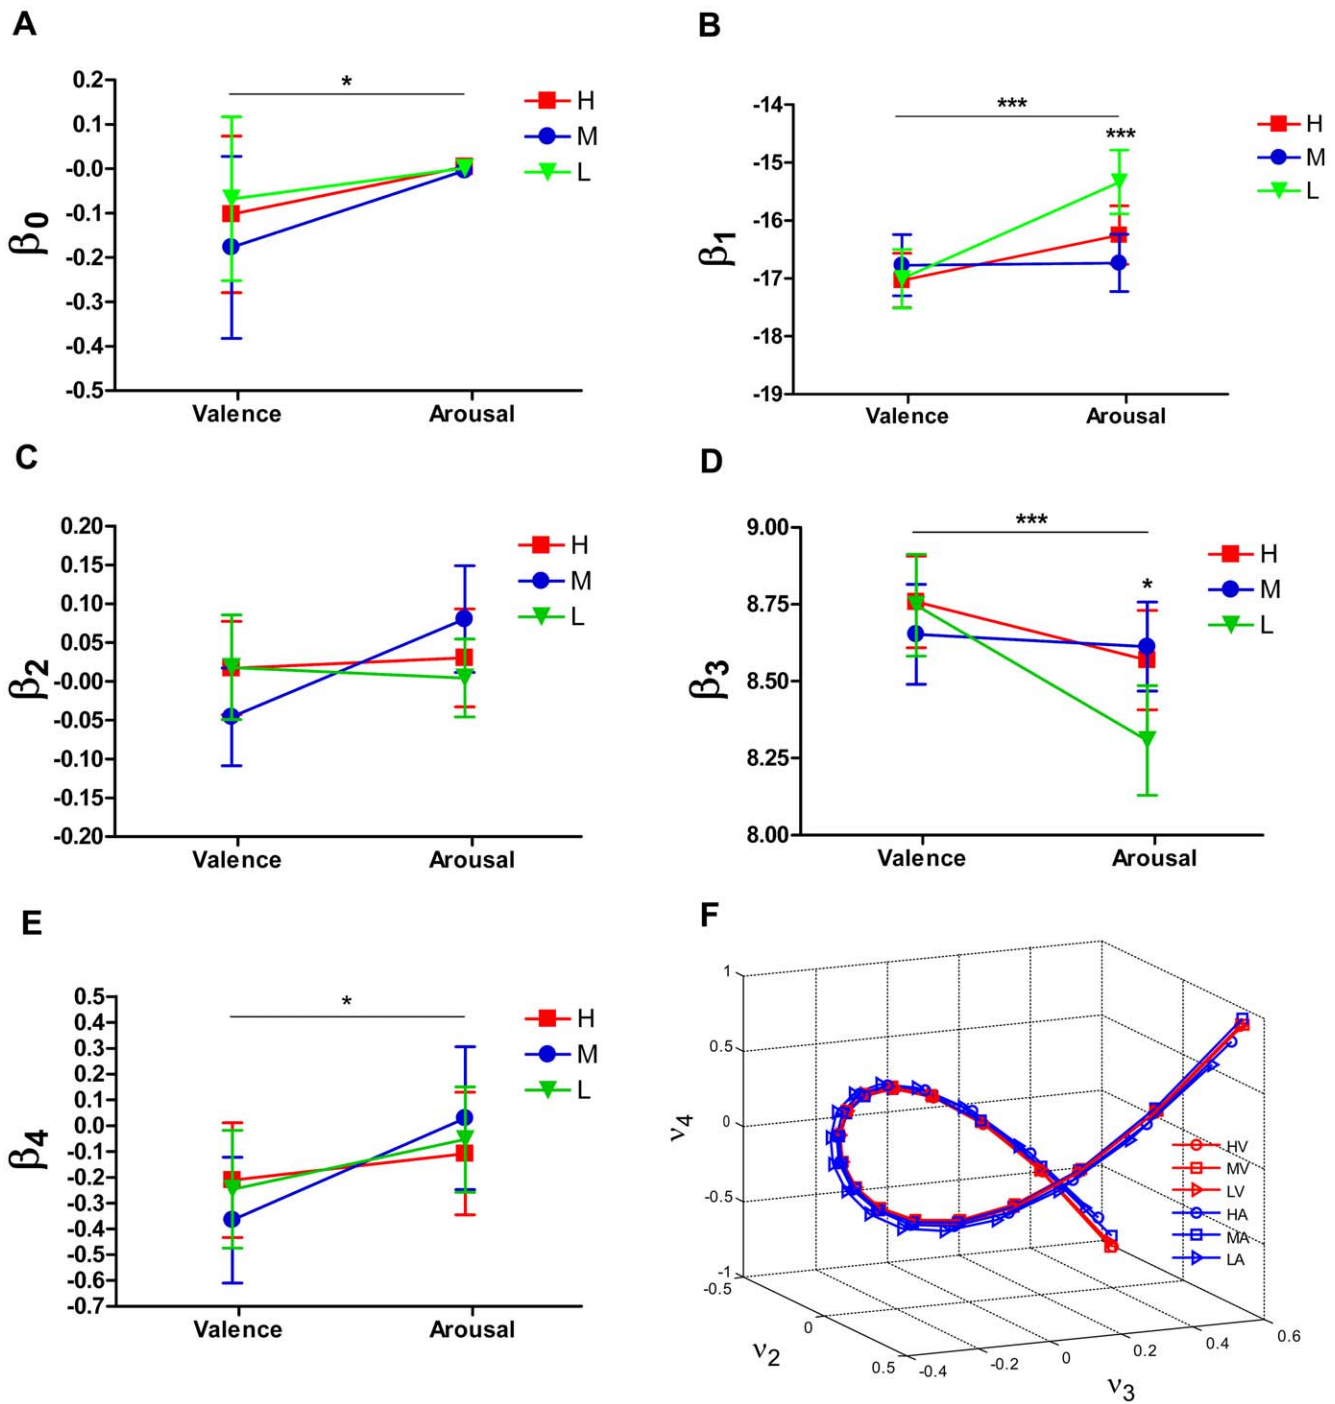 A
β0
0.2
0.1
-0.0
-0.1
-0.2
-0.3
-0.4
-0.5
*
Valence
Arousal
H
M
L
B
β1
-14
-15
-16
-17
-18
-19
***
***
Valence
Arousal
H
M
L
C
β2
0.20
0.15
0.10
0.05
-0.00
-0.05
-0.10
-0.15
-0.20
Valence
Arousal
H
M
L
D
β3
9.00
8.75
8.50
8.25
8.00
***
*
Valence
Arousal
H
M
L
E
β4
0.5
0.4
0.3
0.2
0.1
-0.0
-0.1
-0.2
-0.3
-0.4
-0.5
-0.6
-0.7
*
Valence
Arousal
H
M
L
F
ν4
1
0.5
0
-0.5
-1
-0.5
0
0.5
ν2
-0.4
-0.2
0
0.2
0.4
0.6
ν3
HV
MV
LV
HA
MA
LA